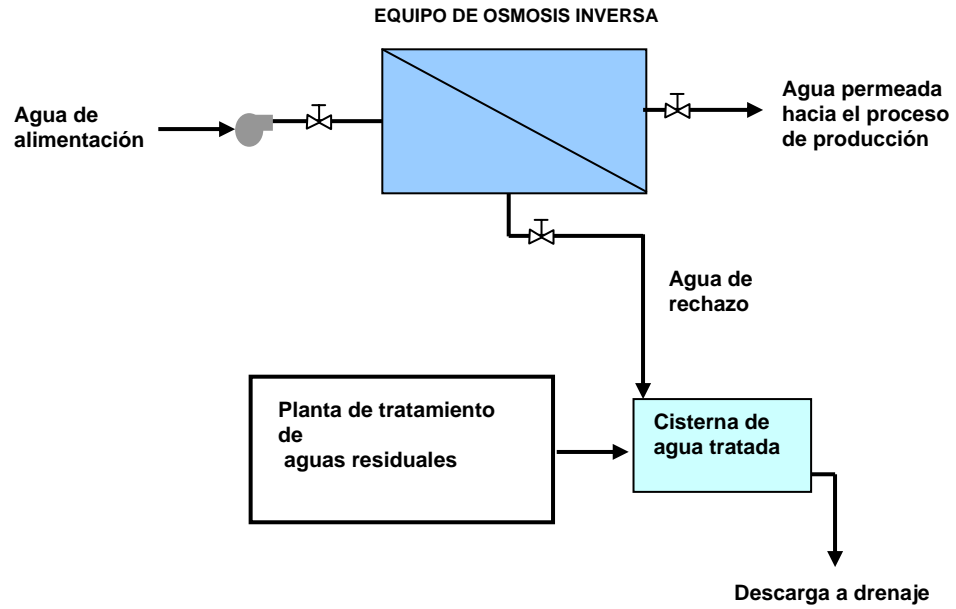 EQUIPO DE OSMOSIS INVERSA
Agua de
alimentación
Agua permeada
hacia el proceso
de producción
Agua de
rechazo
Planta de tratamiento
de
aguas residuales
Cisterna de
agua tratada
Descarga a drenaje